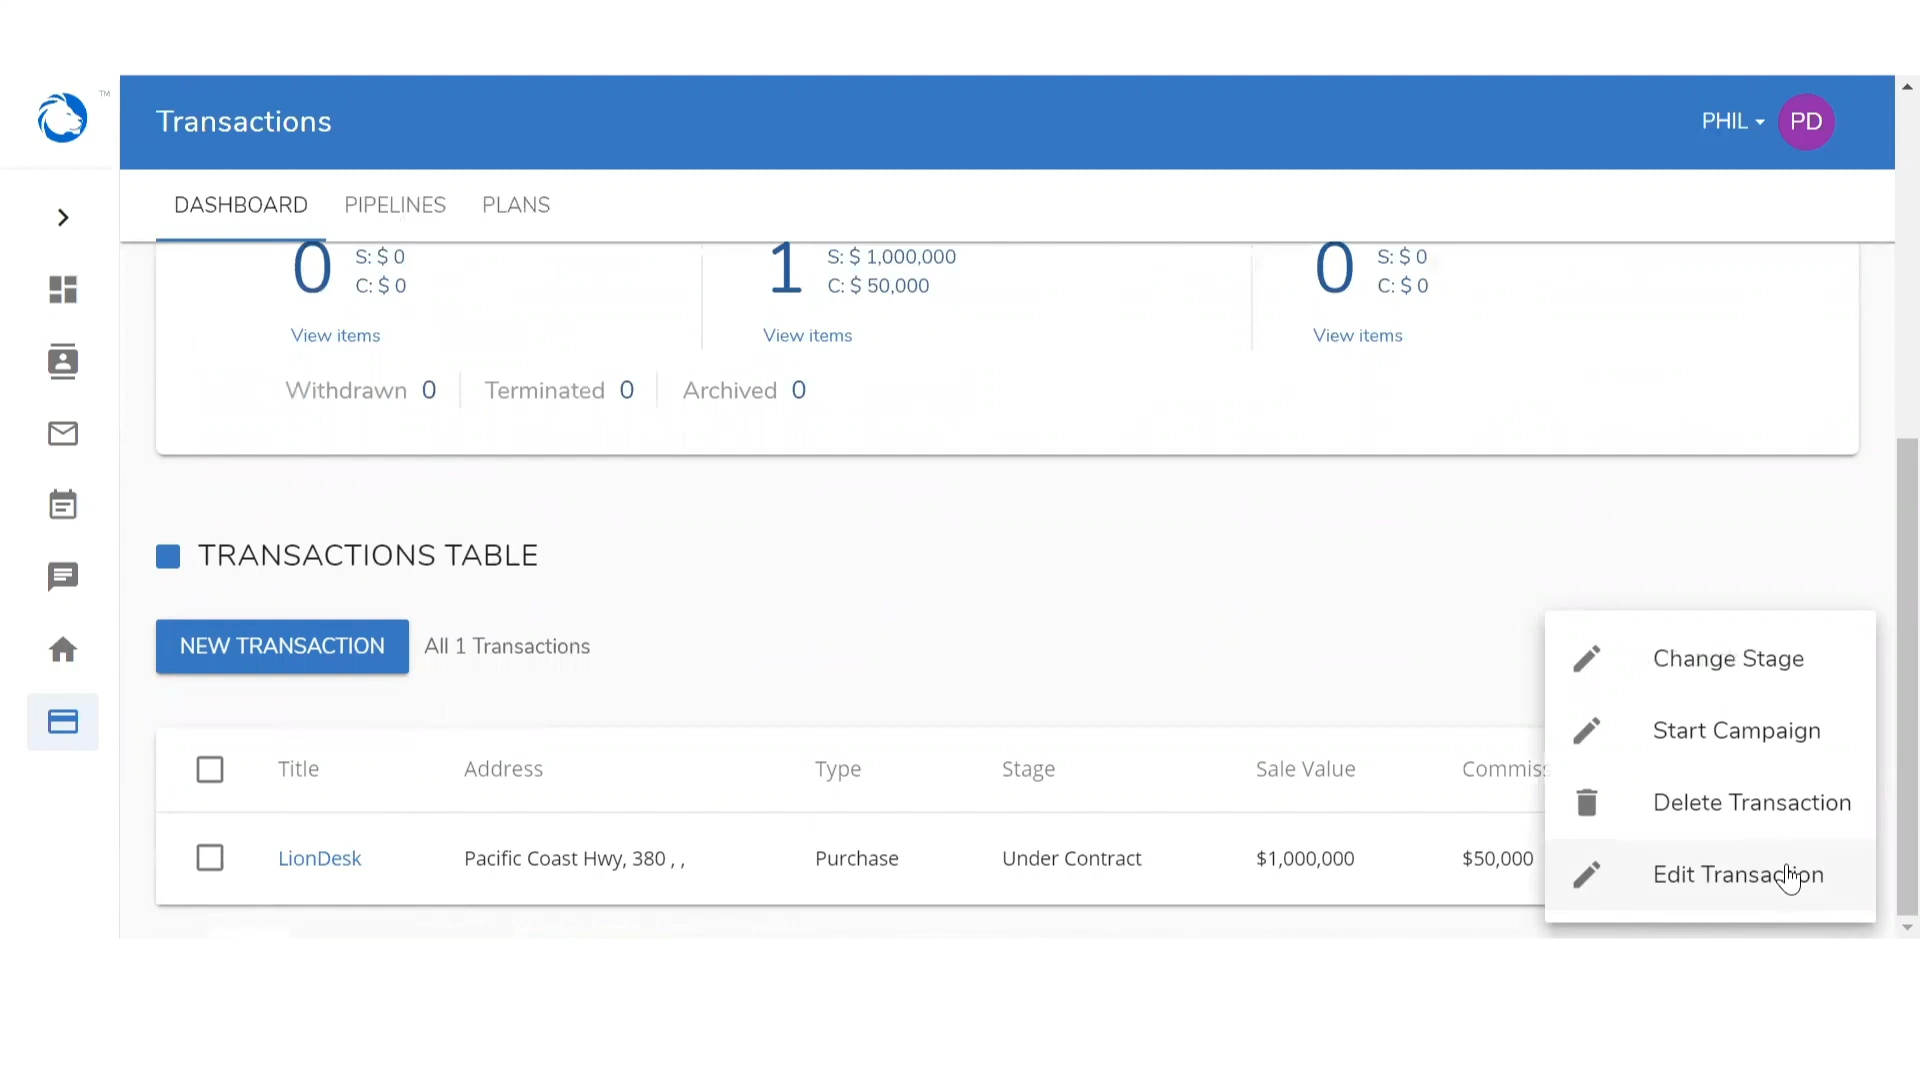 TM
Transactions
PHIL
PD
DASHBOARD PIPELINES PLANS
0 S: $ 0 1 S: $ 1,000,000 0 S: $ 0
C: $ 0 C: $ 50,000 C: $ 0
View items View items View items
Withdrawn 0 Terminated 0 Archived 0
TRANSACTIONS TABLE
NEW TRANSACTION All 1 Transactions
Change Stage
Start Campaign
Delete Transaction
Edit Transaction
Title Address Type Stage Sale Value Commiss
LionDesk Pacific Coast Hwy, 380 , , Purchase Under Contract $1,000,000 $50,000